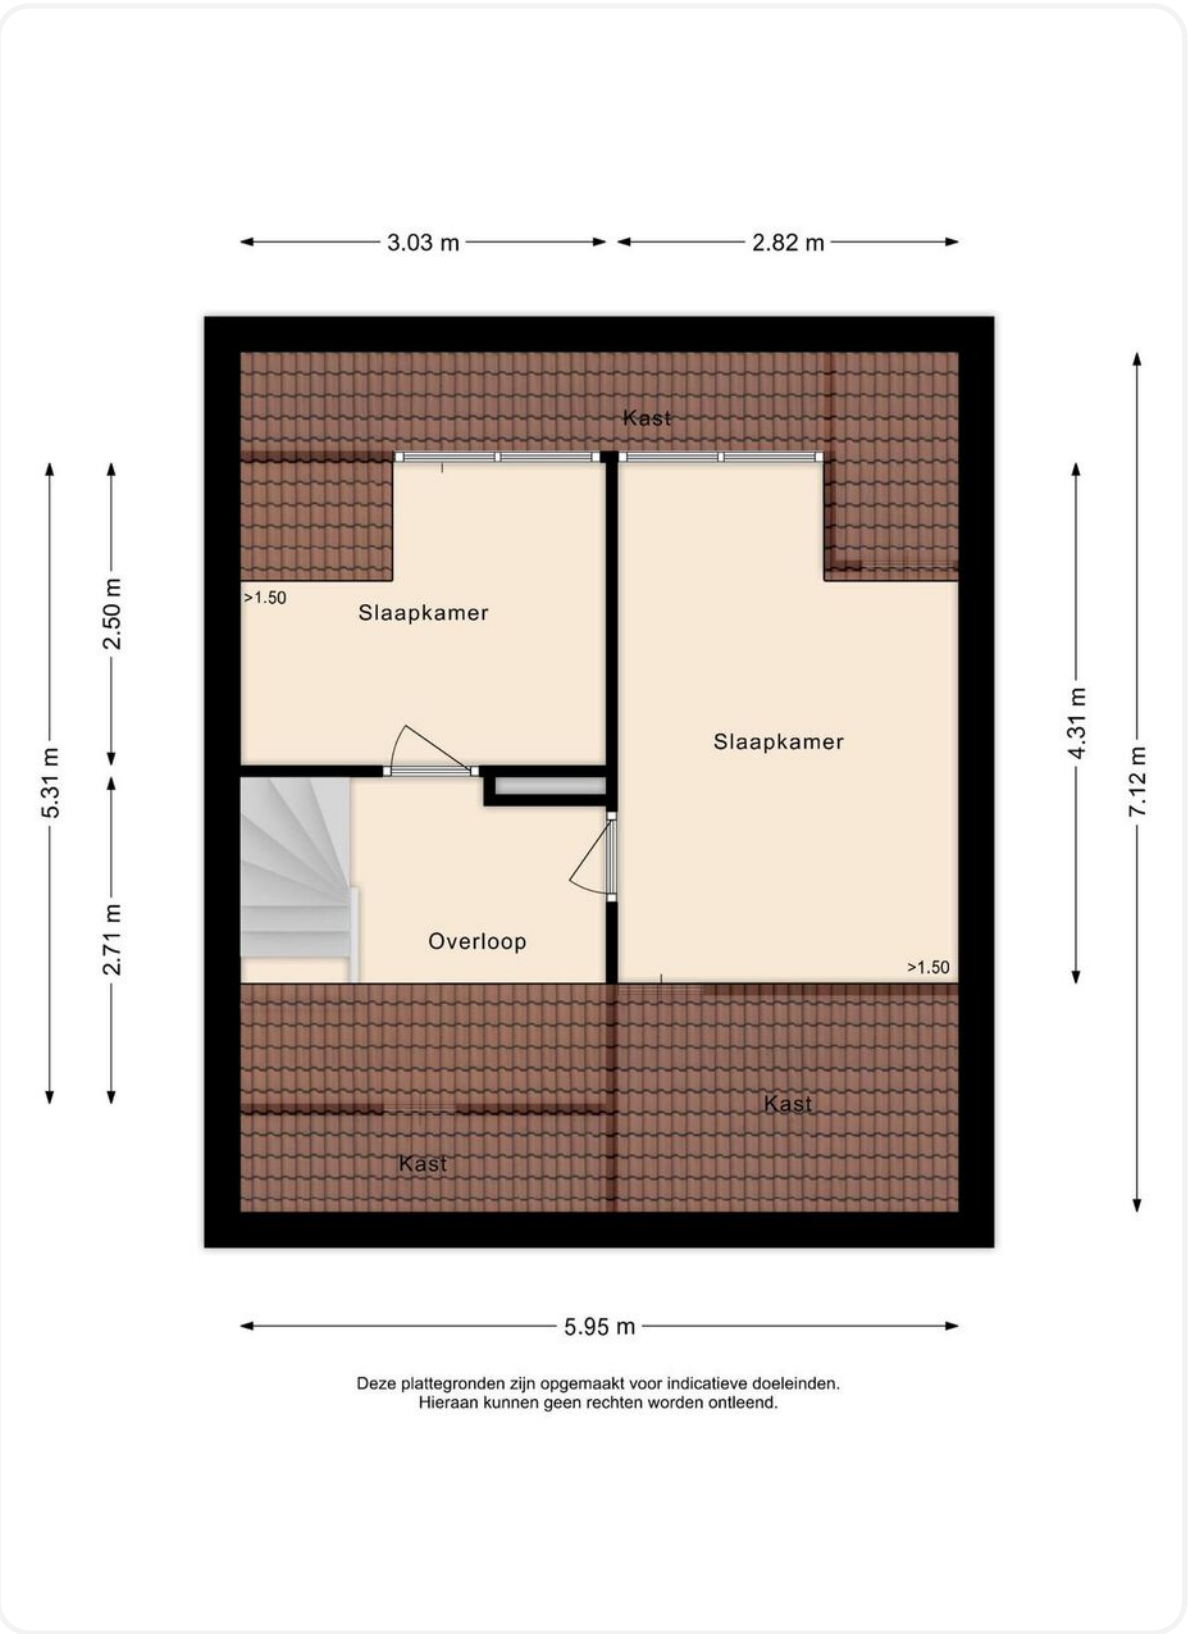 3.03 m
2.82 m
Kast
>1.50
Slaapkamer
2.50 m
5.31 m
4.31 m
7.12 m
Slaapkamer
2.71 m
Overloop
>1.50
Kast
Kast
5.95 m
Deze plattegronden zijn opgemaakt voor indicatieve doeleinden.
Hieraan kunnen geen rechten worden ontleend.